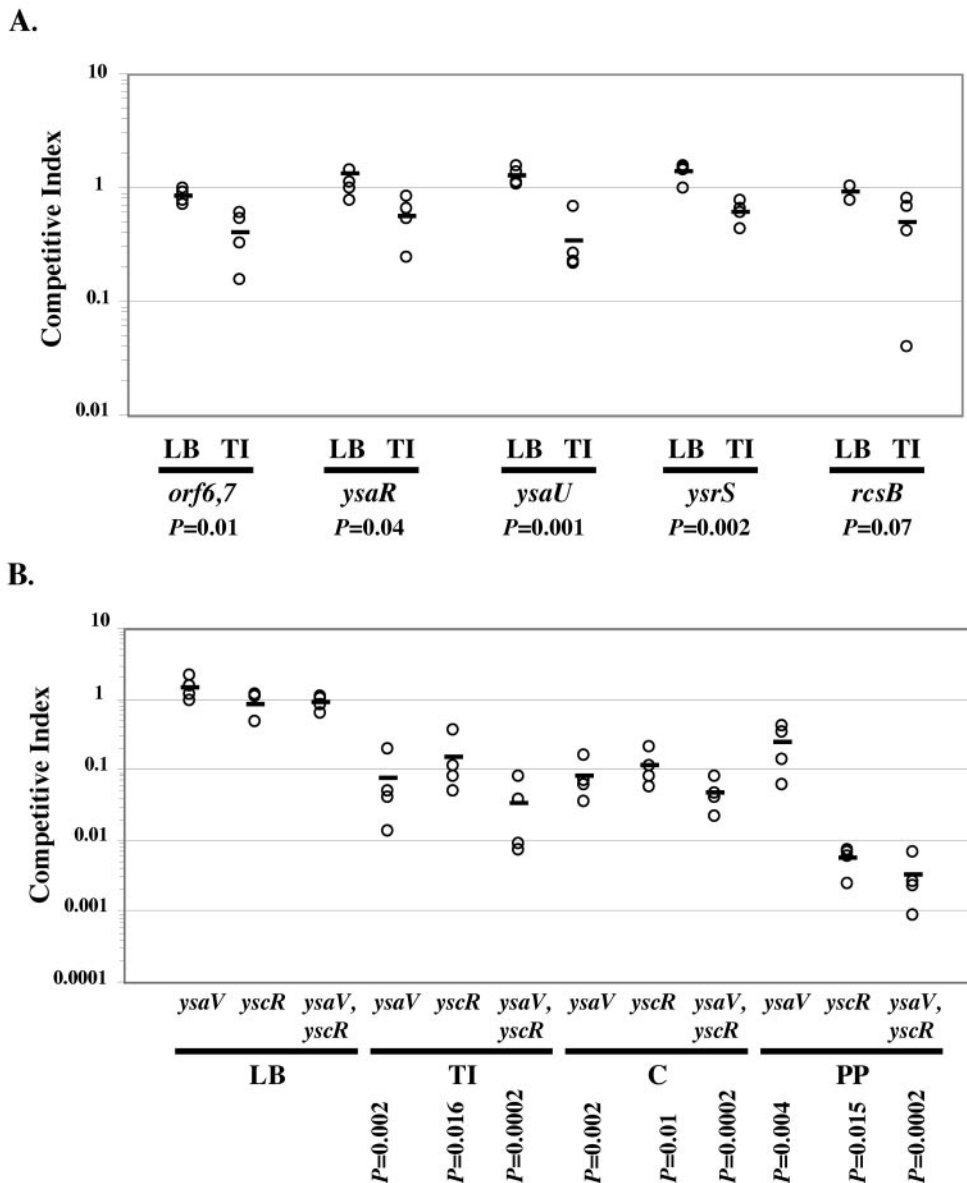 A.
10
1
0.1
0.01
Competitive Index
LB TI LB TI LB TI LB TI LB TI
orf6,7 ysaR ysaU ysrS rcsB
P=0.01 P=0.04 P=0.001 P=0.002 P=0.07
B.
10
1
0.1
0.01
0.001
0.0001
Competitive Index
ysaV yscR ysaV, ysaV yscR ysaV, ysaV yscR ysaV, ysaV yscR ysaV,
yscR yscR yscR yscR
LB TI C PP
P=0.002 P=0.016 P=0.0002 P=0.002 P=0.01 P=0.0002 P=0.004 P=0.015 P=0.0002